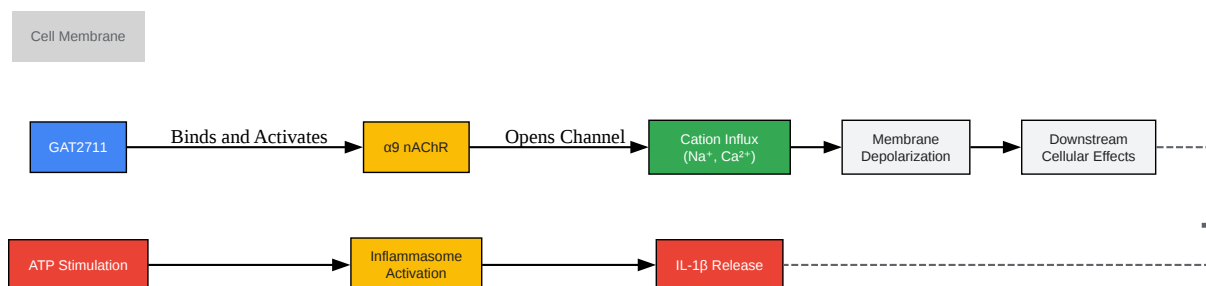 Cell Membrane
GAT2711
Binds and Activates
α9 nAChR
Opens Channel
Cation Influx
(Na⁺, Ca²⁺)
Membrane
Depolarization
Downstream
Cellular Effects
ATP Stimulation
Inflammasome
Activation
IL-1β Release